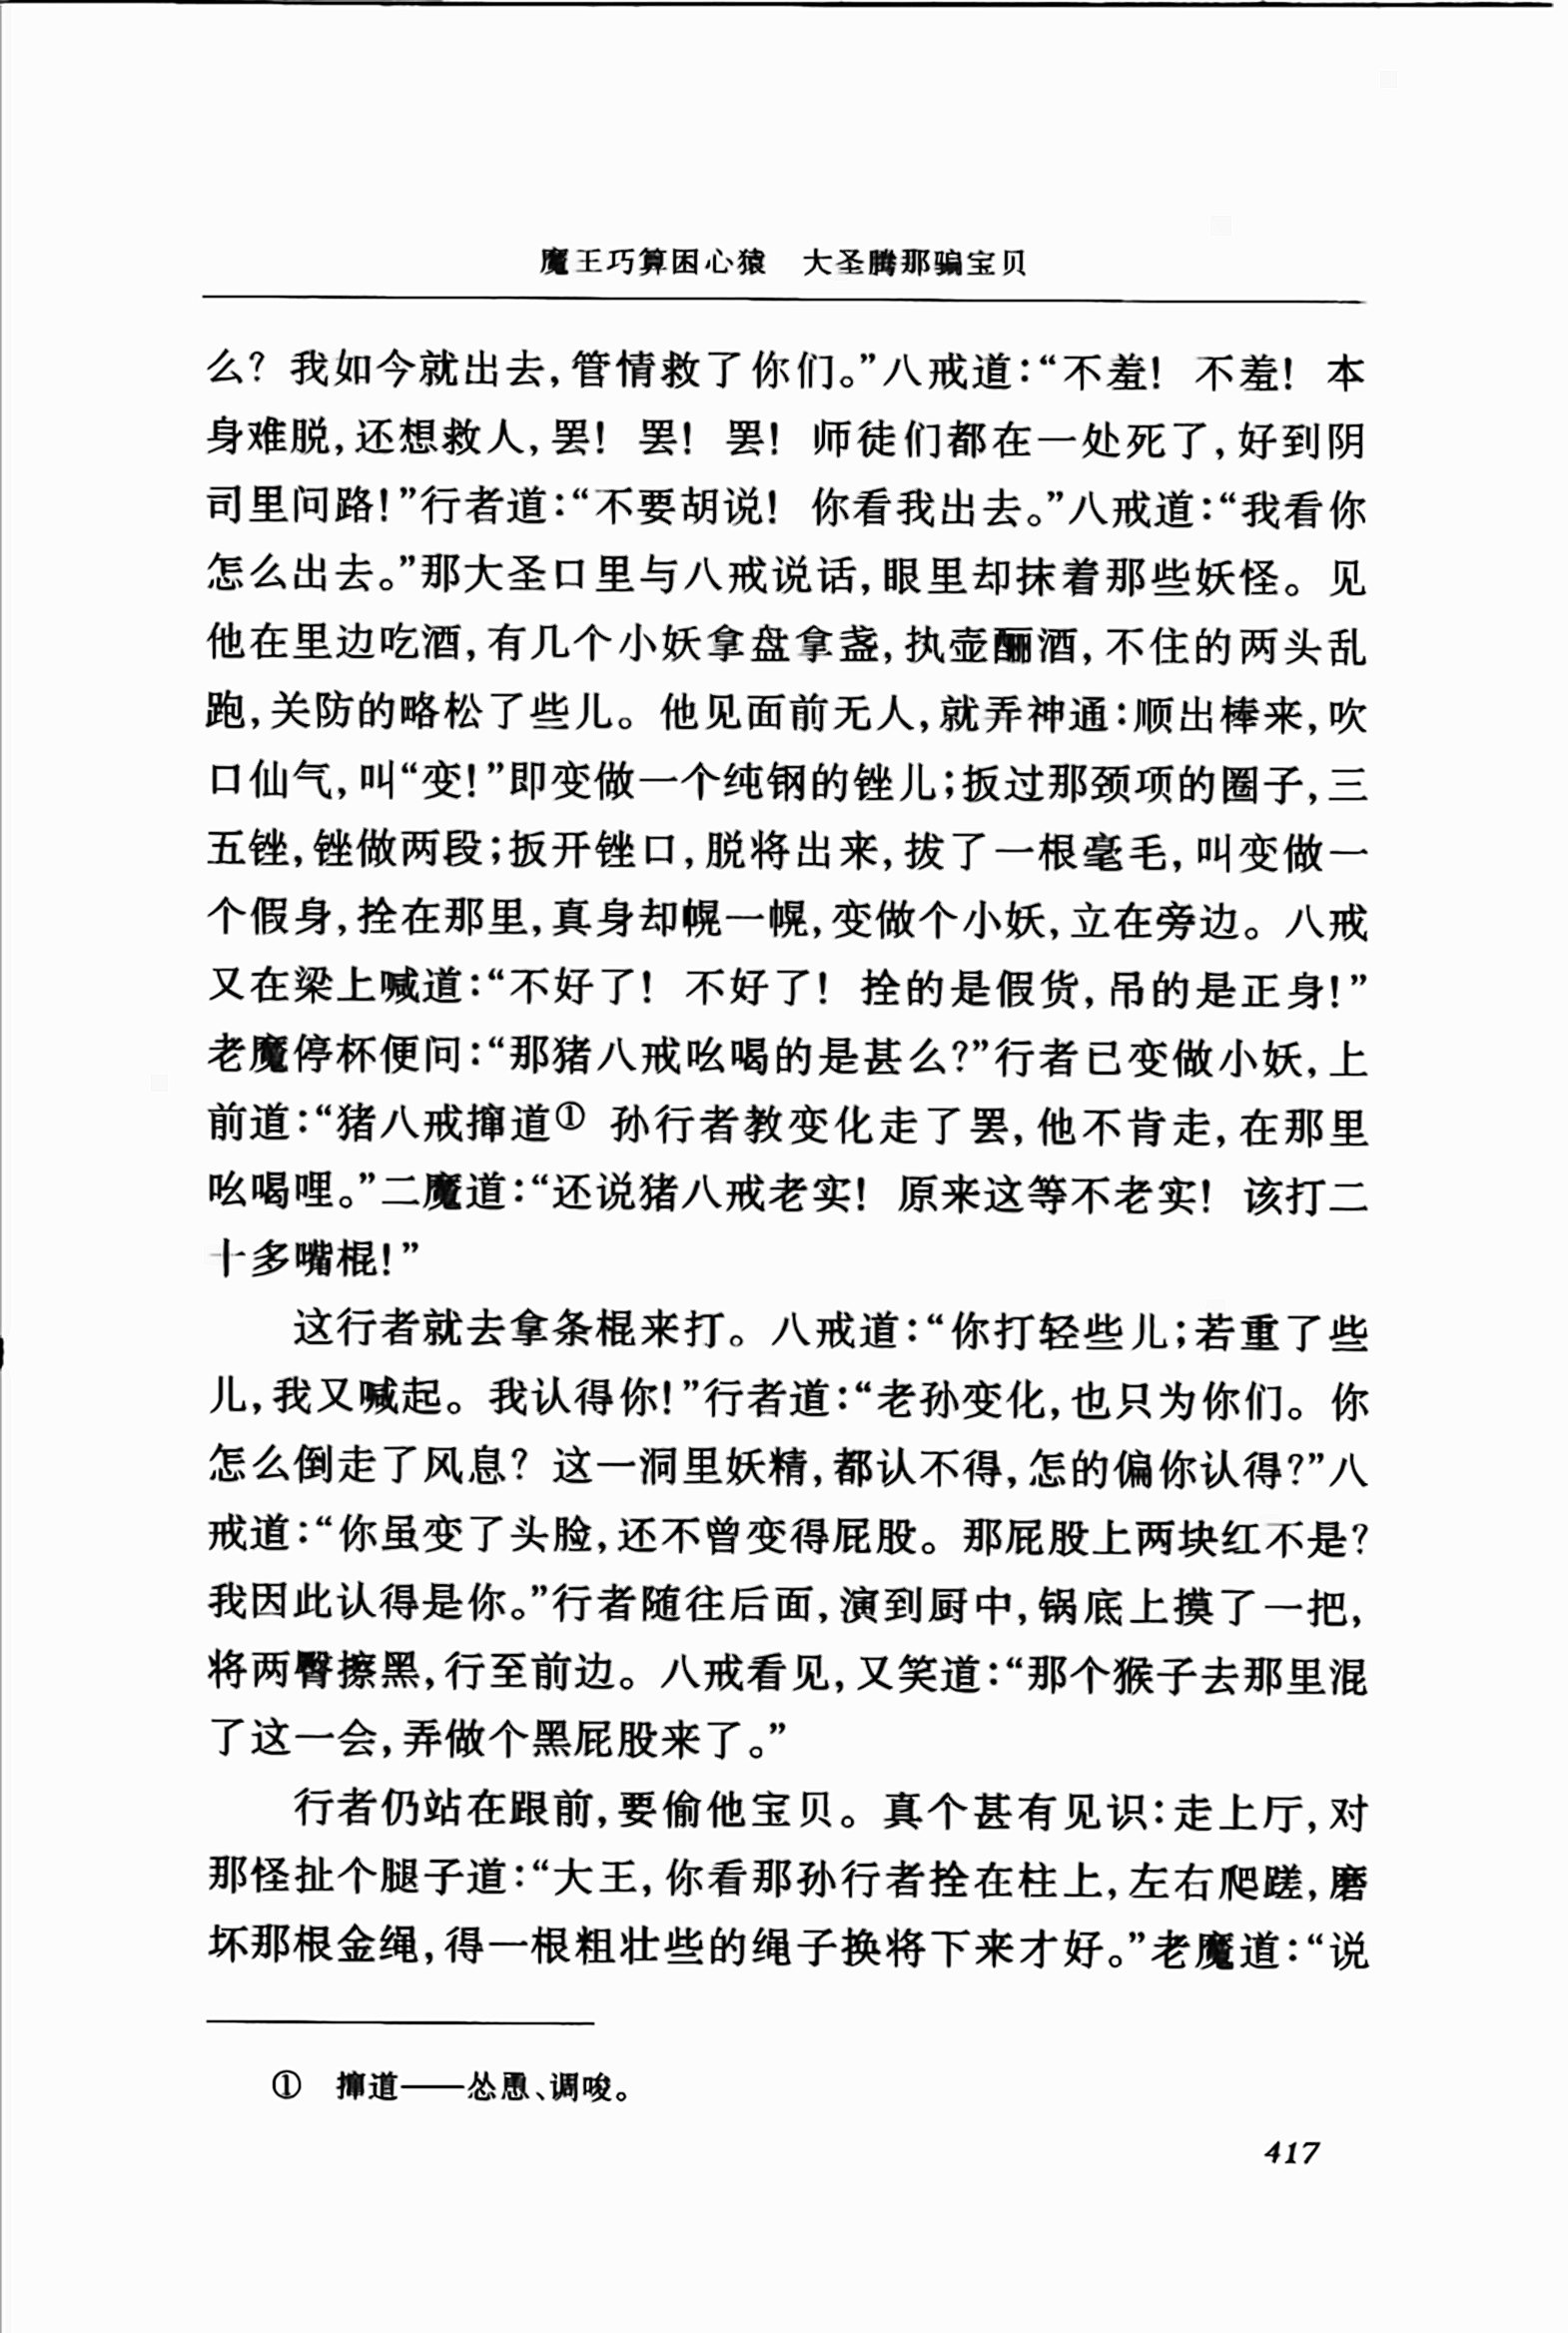 魔王巧算困心猿　大圣腾那骗宝贝
么？我如今就出去，管情救了你们。”八戒道：“不羞！不羞！本
身难脱，还想救人，罢！罢！罢！师徒们都在一处死了，好到阴
司里问路！”行者道：“不要胡说！你看我出去。”八戒道：“我看你
怎么出去。”那大圣口里与八戒说话，眼里却抹着那些妖怪。见
他在里边吃酒，有几个小妖拿盘拿盏，执壶酾酒，不住的两头乱
跑，关防的略松了些儿。他见面前无人，就弄神通：顺出棒来，吹
口仙气，叫“变！”即变做一个纯钢的锉儿；扳过那颈项的圈子，三
五锉，锉做两段；扳开锉口，脱将出来，拔了一根毫毛，叫变做一
个假身，拴在那里，真身却幌一幌，变做个小妖，立在旁边。八戒
又在梁上喊道：“不好了！不好了！拴的是假货，吊的是正身！”
老魔停杯便问：“那猪八戒吆喝的是甚么？”行者已变做小妖，上
前道：“猪八戒撺道① 孙行者教变化走了罢，他不肯走，在那里
吆喝哩。”二魔道：“还说猪八戒老实！原来这等不老实！该打二
十多嘴棍！”
这行者就去拿条棍来打。八戒道：“你打轻些儿；若重了些
儿，我又喊起。我认得你！”行者道：“老孙变化，也只为你们。你
怎么倒走了风息？这一洞里妖精，都认不得，怎的偏你认得？”八
戒道：“你虽变了头脸，还不曾变得屁股。那屁股上两块红不是？
我因此认得是你。”行者随往后面，演到厨中，锅底上摸了一把，
将两臀擦黑，行至前边。八戒看见，又笑道：“那个猴子去那里混
了这一会，弄做个黑屁股来了。”
行者仍站在跟前，要偷他宝贝。真个甚有见识：走上厅，对
那怪扯个腿子道：“大王，你看那孙行者拴在柱上，左右爬蹉，磨
坏那根金绳，得一根粗壮些的绳子换将下来才好。”老魔道：“说
①　撺道——怂恿、调唆。
417